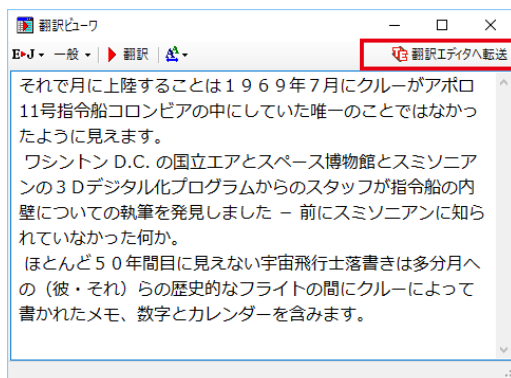 翻訳ビューワ
E▸J 一般 翻訳 A 翻訳エディタへ転送
それで月に上陸することは１９６９年７月にクルーがアポロ
11号指令船コロンビアの中にしていた唯一のことではなかっ
たように見えます。
ワシントン D.C. の国立エアとスペース博物館とスミソニア
ンの３Ｄデジタル化プログラムからのスタッフが指令船の内
壁についての執筆を発見しました － 前にスミソニアンに知ら
れていなかった何か。
ほとんど５０年間目に見えない宇宙飛行士落書きは多分月へ
の（彼・それ）らの歴史的なフライトの間にクルーによって
書かれたメモ、数字とカレンダーを含みます。